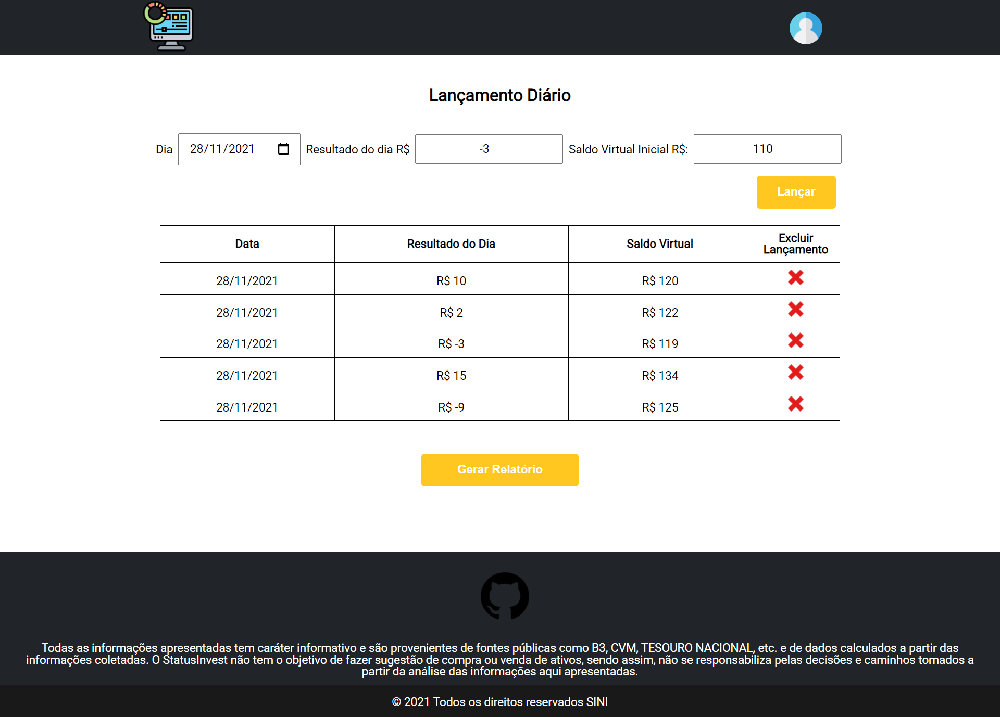 Lançamento Diário
Dia 28/11/2021 Resultado do dia R$ -3 Saldo Virtual Inicial R$: 110
Lançar
Data Resultado do Dia Saldo Virtual Excluir Lançamento
28/11/2021 R$ 10 R$ 120
28/11/2021 R$ 2 R$ 122
28/11/2021 R$ -3 R$ 119
28/11/2021 R$ 15 R$ 134
28/11/2021 R$ -9 R$ 125
Gerar Relatório
Todas as informações apresentadas tem caráter informativo e são provenientes de fontes públicas como B3, CVM, TESOURO NACIONAL, etc. e de dados calculados a partir das
informações coletadas. O StatusInvest não tem o objetivo de fazer sugestão de compra ou venda de ativos, sendo assim, não se responsabiliza pelas decisões e caminhos tomados a
partir da análise das informações aqui apresentadas.
© 2021 Todos os direitos reservados SINI